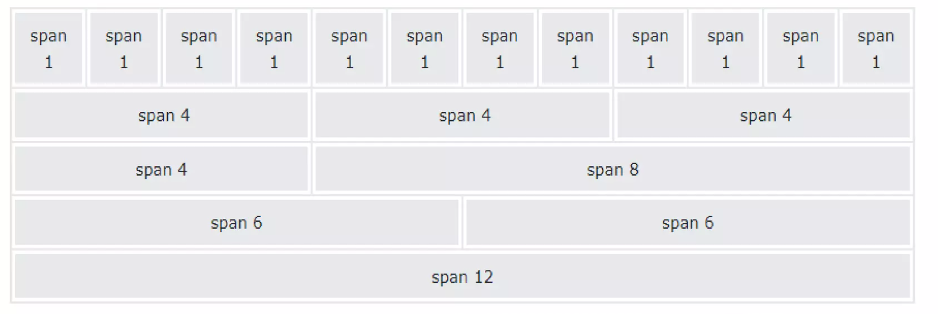 span span span span span span span span span span span span
1 1 1 1 1 1 1 1 1 1 1 1
span 4 span 4 span 4
span 4 span 8
span 6 span 6
span 12